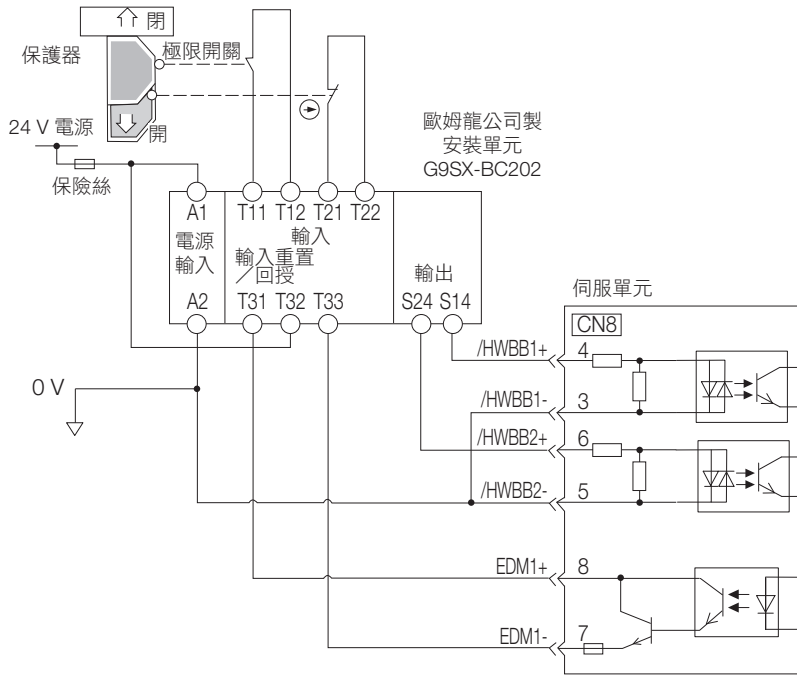 閉
保護器
極限開關
24 V 電源
開
保險絲
歐姆龍公司製
安裝單元
G9SX-BC202
A1 T11 T12 T21 T22
電源
輸入
輸入
輸入重置
／回授
輸出
A2 T31 T32 T33 S24 S14
伺服單元
CN8
/HWBB1+ 4
0 V
/HWBB1- 3
/HWBB2+ 6
/HWBB2- 5
EDM1+ 8
EDM1- 7